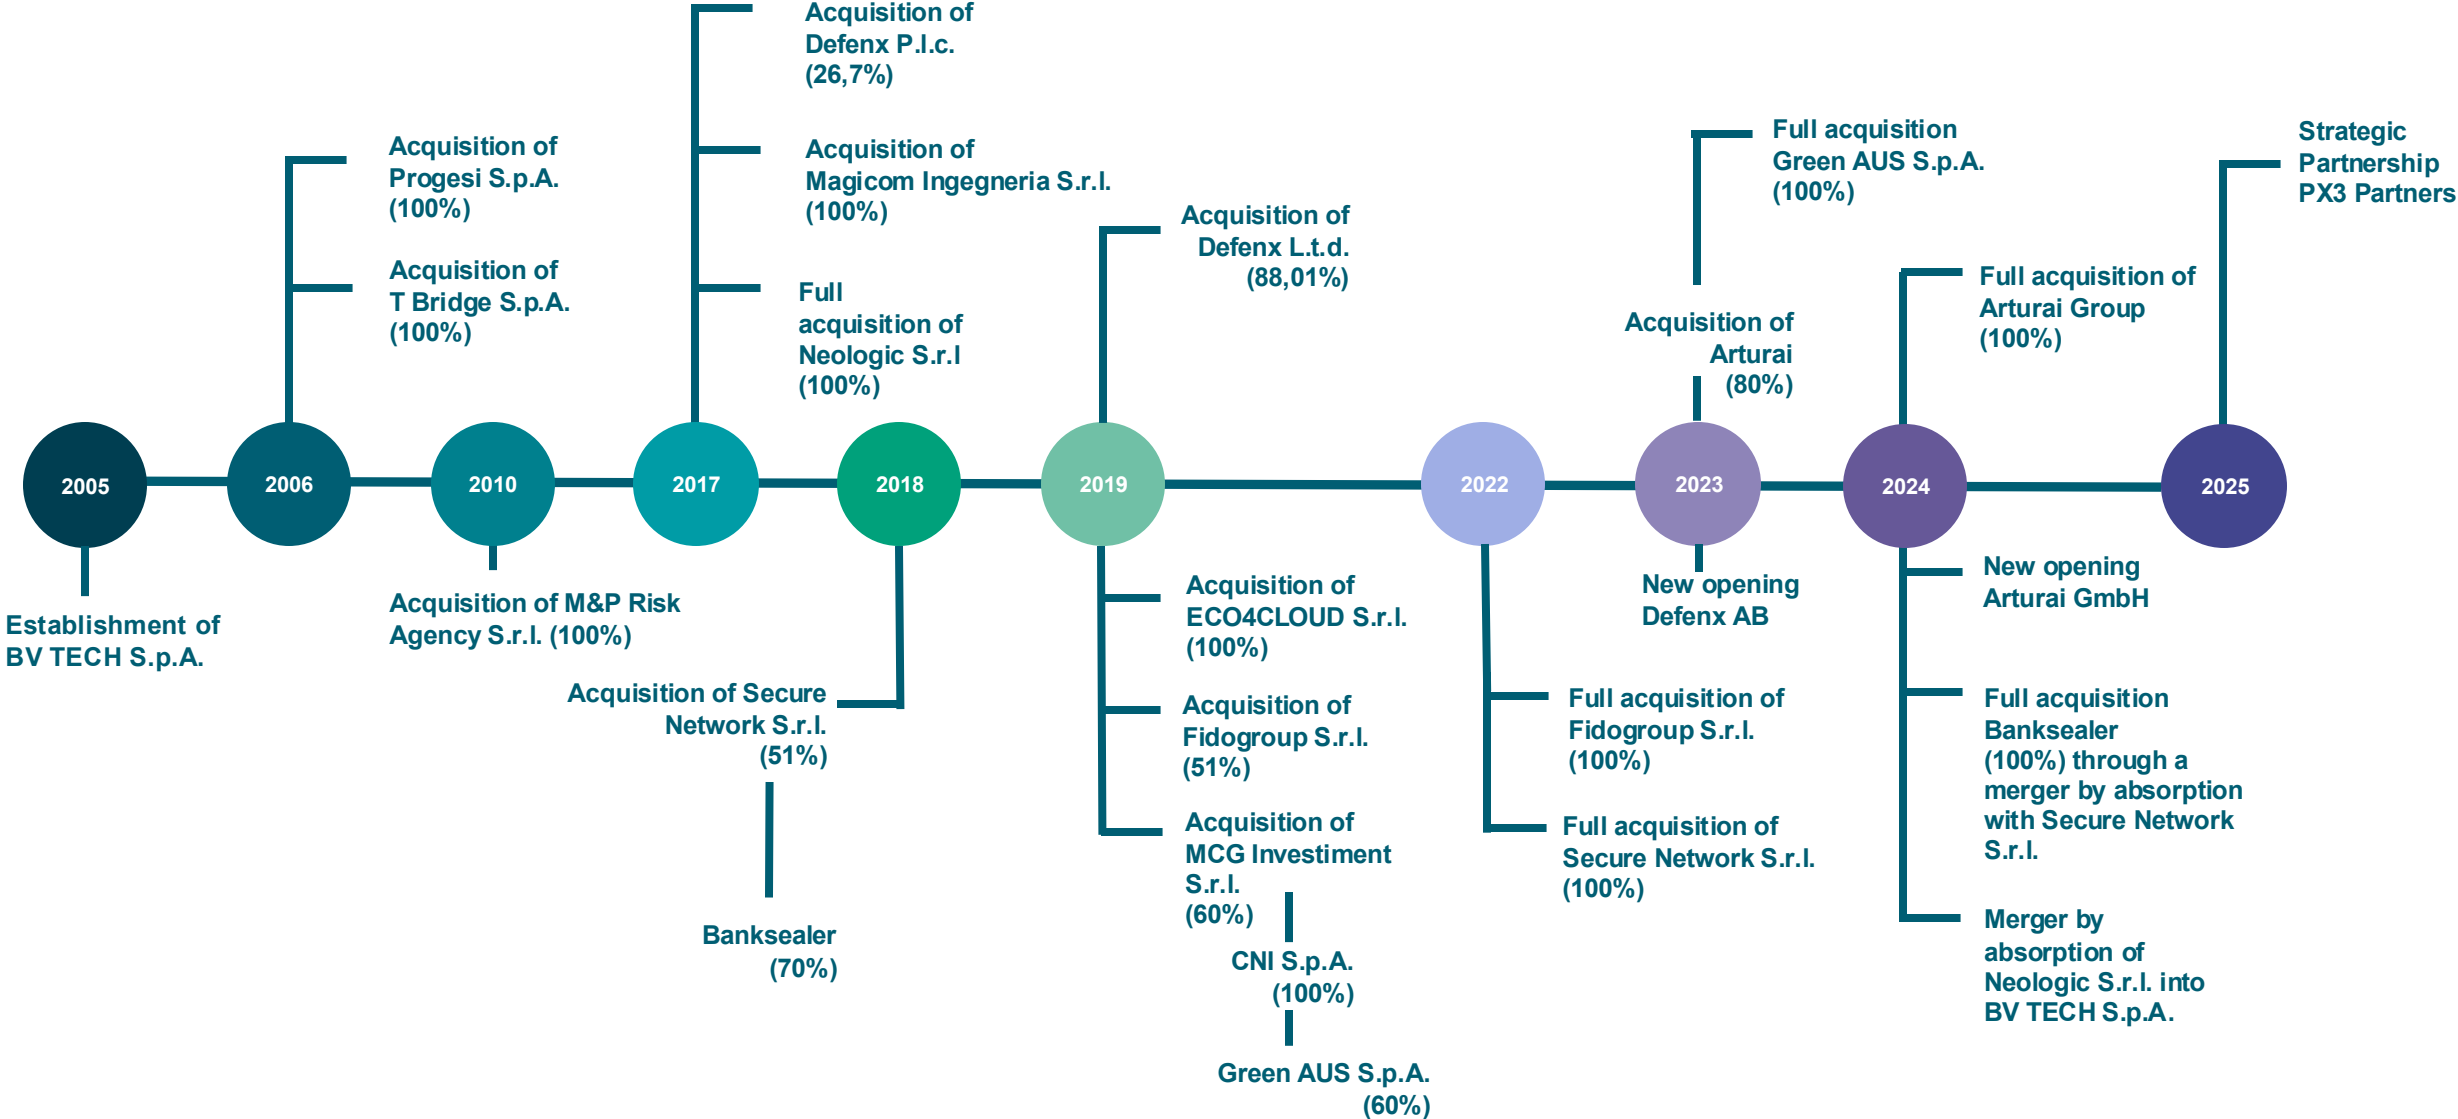 2005
Establishment of
BV TECH S.p.A.
2006
Acquisition of
Progesi S.p.A.
(100%)
Acquisition of
T Bridge S.p.A.
(100%)
2010
Acquisition of M&P Risk
Agency S.r.l. (100%)
2017
Acquisition of
Defenx P.l.c.
(26,7%)
Acquisition of
Magicom Ingegneria S.r.l.
(100%)
Full
acquisition of
Neologic S.r.l
(100%)
2018
Acquisition of Secure
Network S.r.l.
(51%)
Banksealer
(70%)
2019
Acquisition of
Defenx L.t.d.
(88,01%)
Acquisition of
ECO4CLOUD S.r.l.
(100%)
Acquisition of
Fidogroup S.r.l.
(51%)
Acquisition of
MCG Investiment
S.r.l.
(60%)
CNI S.p.A.
(100%)
Green AUS S.p.A.
(60%)
2022
Full acquisition of
Fidogroup S.r.l.
(100%)
Full acquisition of
Secure Network S.r.l.
(100%)
2023
Full acquisition
Green AUS S.p.A.
(100%)
Acquisition of
Arturai
(80%)
New opening
Defenx AB
2024
Full acquisition of
Arturai Group
(100%)
New opening
Arturai GmbH
Full acquisition
Banksealer
(100%) through a
merger by absorption
with Secure Network
S.r.l.
Merger by
absorption of
Neologic S.r.l. into
BV TECH S.p.A.
2025
Strategic
Partnership
PX3 Partners